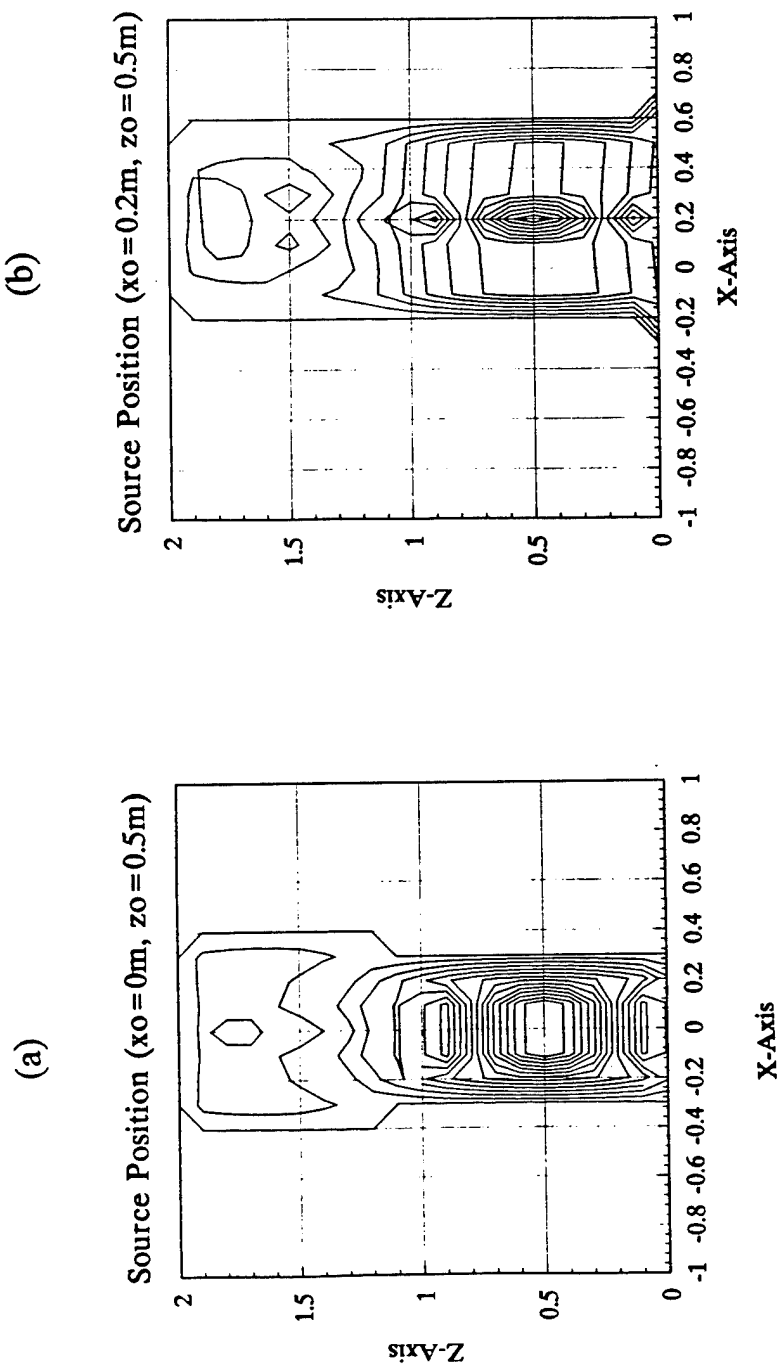 (a)
Source Position (xo=0m, zo=0.5m)
2
1.5
1
0.5
0
Z-Axis
-1 -0.8 -0.6 -0.4 -0.2 0 0.2 0.4 0.6 0.8 1
X-Axis
(b)
Source Position (xo=0.2m, zo=0.5m)
2
1.5
1
0.5
0
Z-Axis
-1 -0.8 -0.6 -0.4 -0.2 0 0.2 0.4 0.6 0.8 1
X-Axis